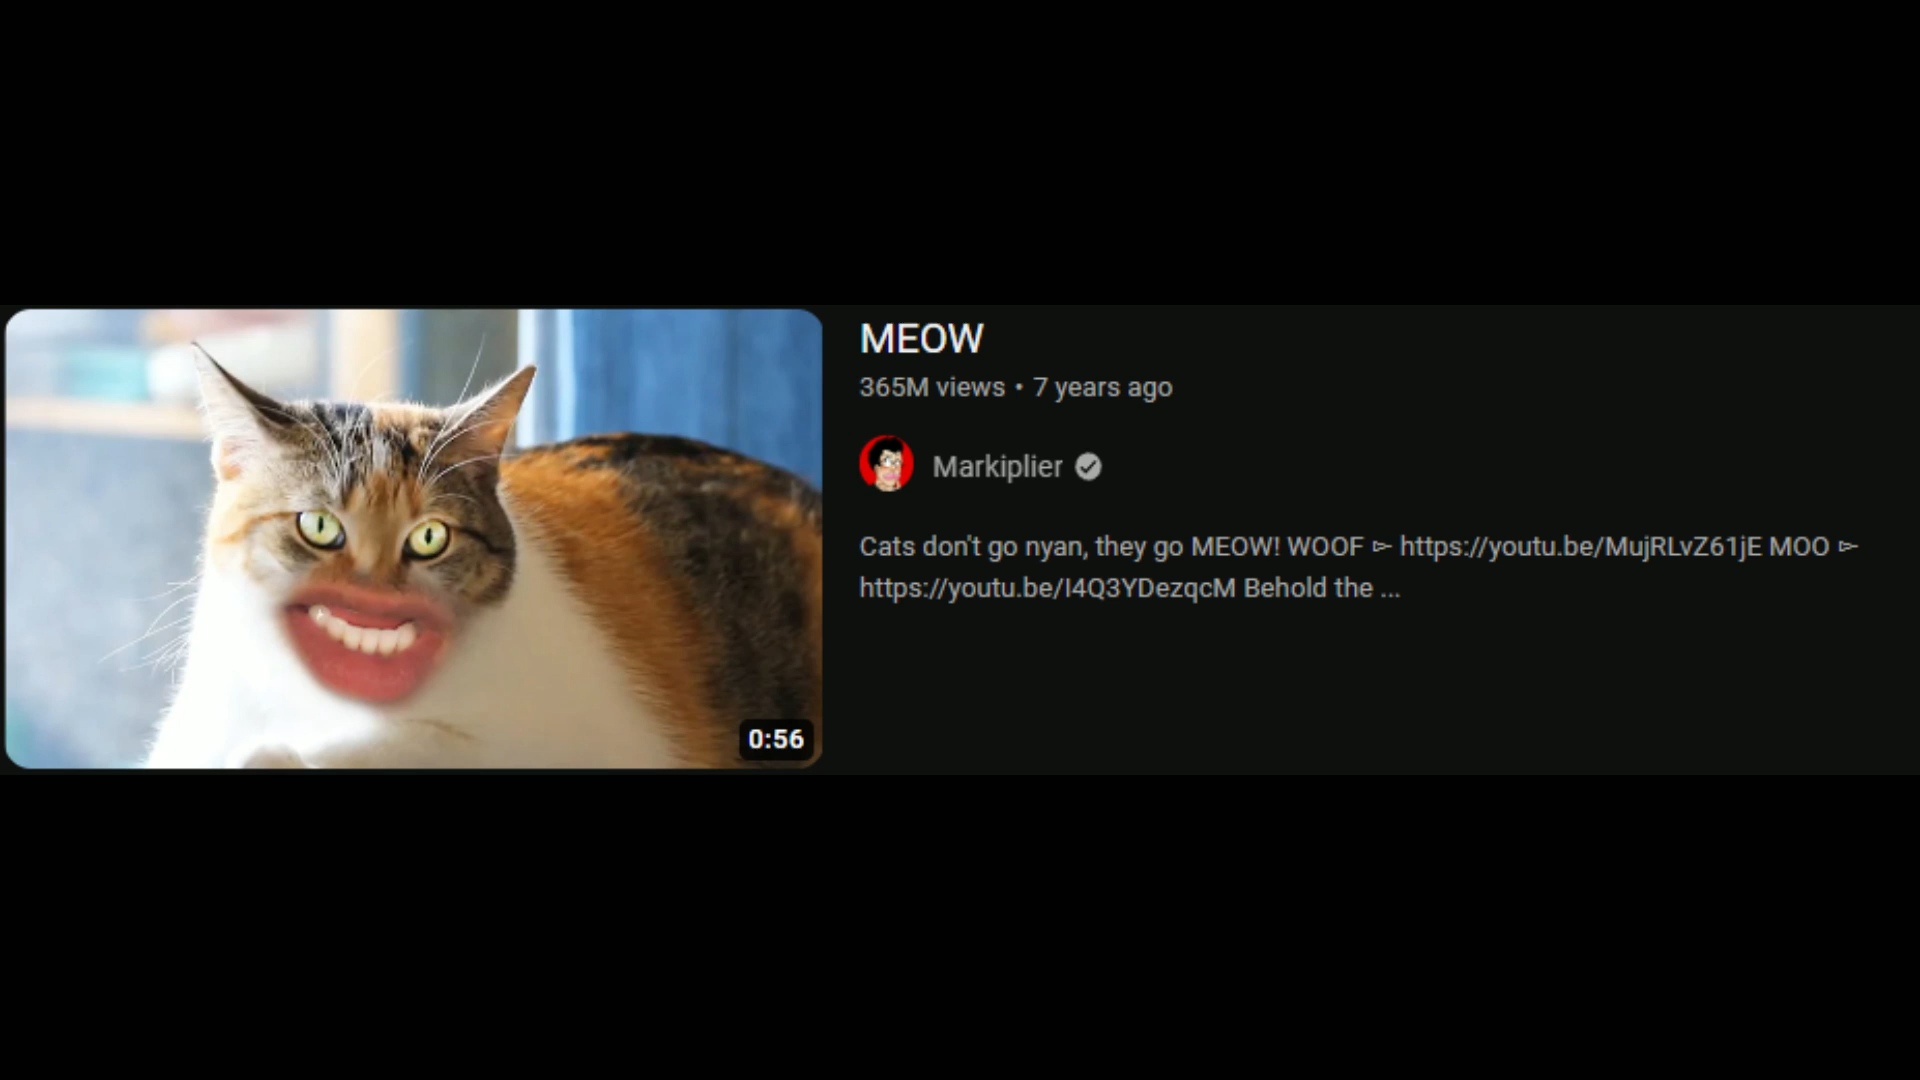 MEOW
365M views • 7 years ago
Markiplier
Cats don't go nyan, they go MEOW! WOOF ⊳ https://youtu.be/MujRLvZ61jE MOO ⊳
https://youtu.be/I4Q3YDezqcM Behold the ...
0:56